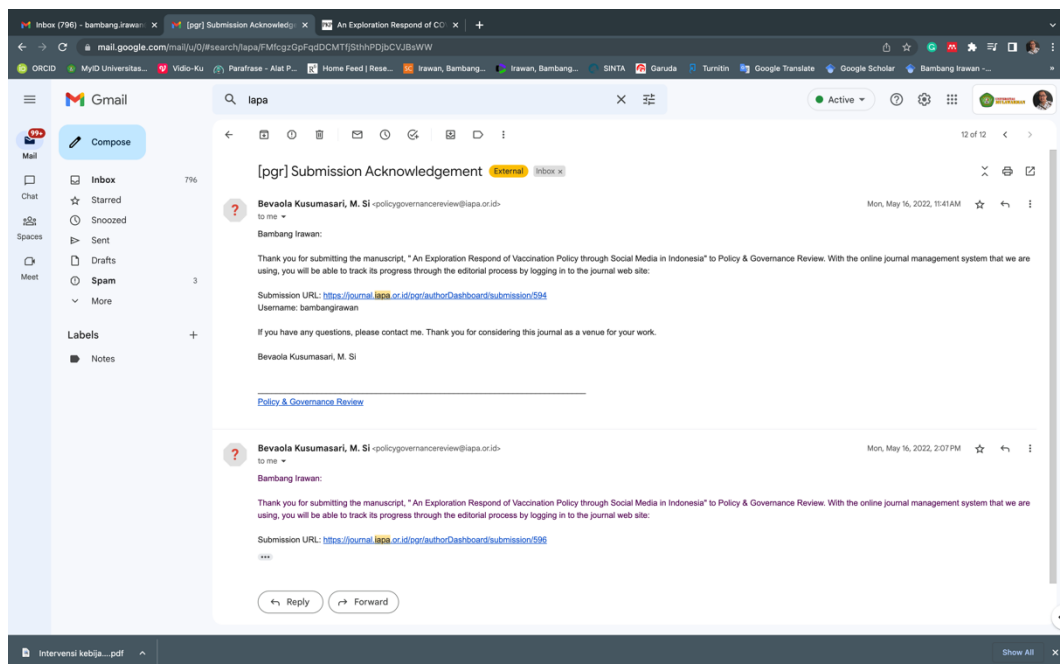 Inbox (796) - bambang.irawan
[pgr] Submission Acknowledge
An Exploration Respond of CO
mail.google.com/mail/u/0/#search/iapa/FMfcgzGpFqdDCMTfjSthhPDjbCVJBsWW
ORCID
MyID Universitas...
Vidio-Ku
Parafrase - Alat P...
Home Feed | Rese...
Irawan, Bambang...
Irawan, Bambang...
SINTA
Garuda
Turnitin
Google Translate
Google Scholar
Bambang Irawan -...
Gmail
iapa
Active
99+
Mail
Chat
Spaces
Meet
Compose
Inbox 796
Starred
Snoozed
Sent
Drafts
Spam 3
More
Labels +
Notes
12 of 12
[pgr] Submission Acknowledgement External Inbox x
Bevaola Kusumasari, M. Si <policygovernancereview@iapa.or.id> Mon, May 16, 2022, 11:41 AM
to me
Bambang Irawan:
Thank you for submitting the manuscript, " An Exploration Respond of Vaccination Policy through Social Media in Indonesia" to Policy & Governance Review. With the online journal management system that we are
using, you will be able to track its progress through the editorial process by logging in to the journal web site:
Submission URL: https://journal.iapa.or.id/pgr/authorDashboard/submission/594
Username: bambangirawan
If you have any questions, please contact me. Thank you for considering this journal as a venue for your work.
Bevaola Kusumasari, M. Si
Policy & Governance Review
Bevaola Kusumasari, M. Si <policygovernancereview@iapa.or.id> Mon, May 16, 2022, 2:07 PM
to me
Bambang Irawan:
Thank you for submitting the manuscript, " An Exploration Respond of Vaccination Policy through Social Media in Indonesia" to Policy & Governance Review. With the online journal management system that we are
using, you will be able to track its progress through the editorial process by logging in to the journal web site:
Submission URL: https://journal.iapa.or.id/pgr/authorDashboard/submission/596
Reply
Forward
Intervensi kebija....pdf
Show All